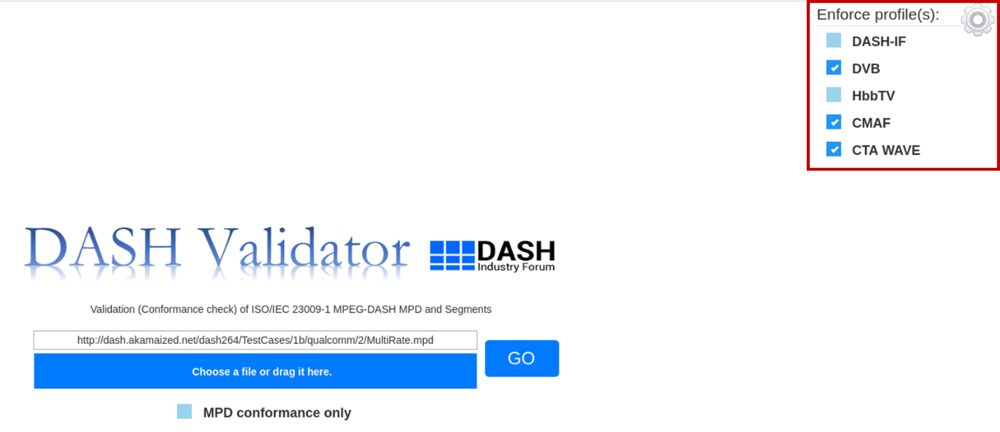 Enforce profile(s):
DASH-IF
DVB
HbbTV
CMAF
CTA WAVE
DASH Validator
DASH
Industry Forum
Validation (Conformance check) of ISO/IEC 23009-1 MPEG-DASH MPD and Segments
http://dash.akamaized.net/dash264/TestCases/1b/qualcomm/2/MultiRate.mpd
GO
Choose a file or drag it here.
MPD conformance only